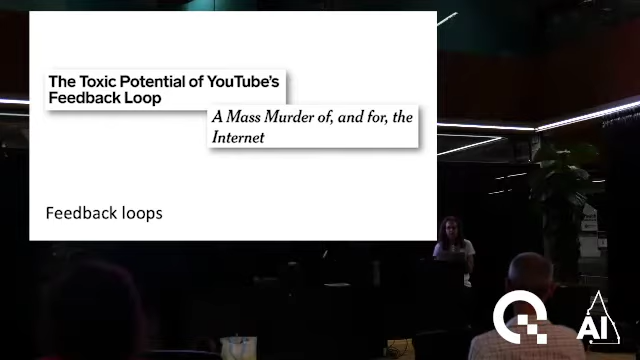 The Toxic Potential of YouTube's
Feedback Loop
A Mass Murder of, and for, the
Internet
Feedback loops
AI